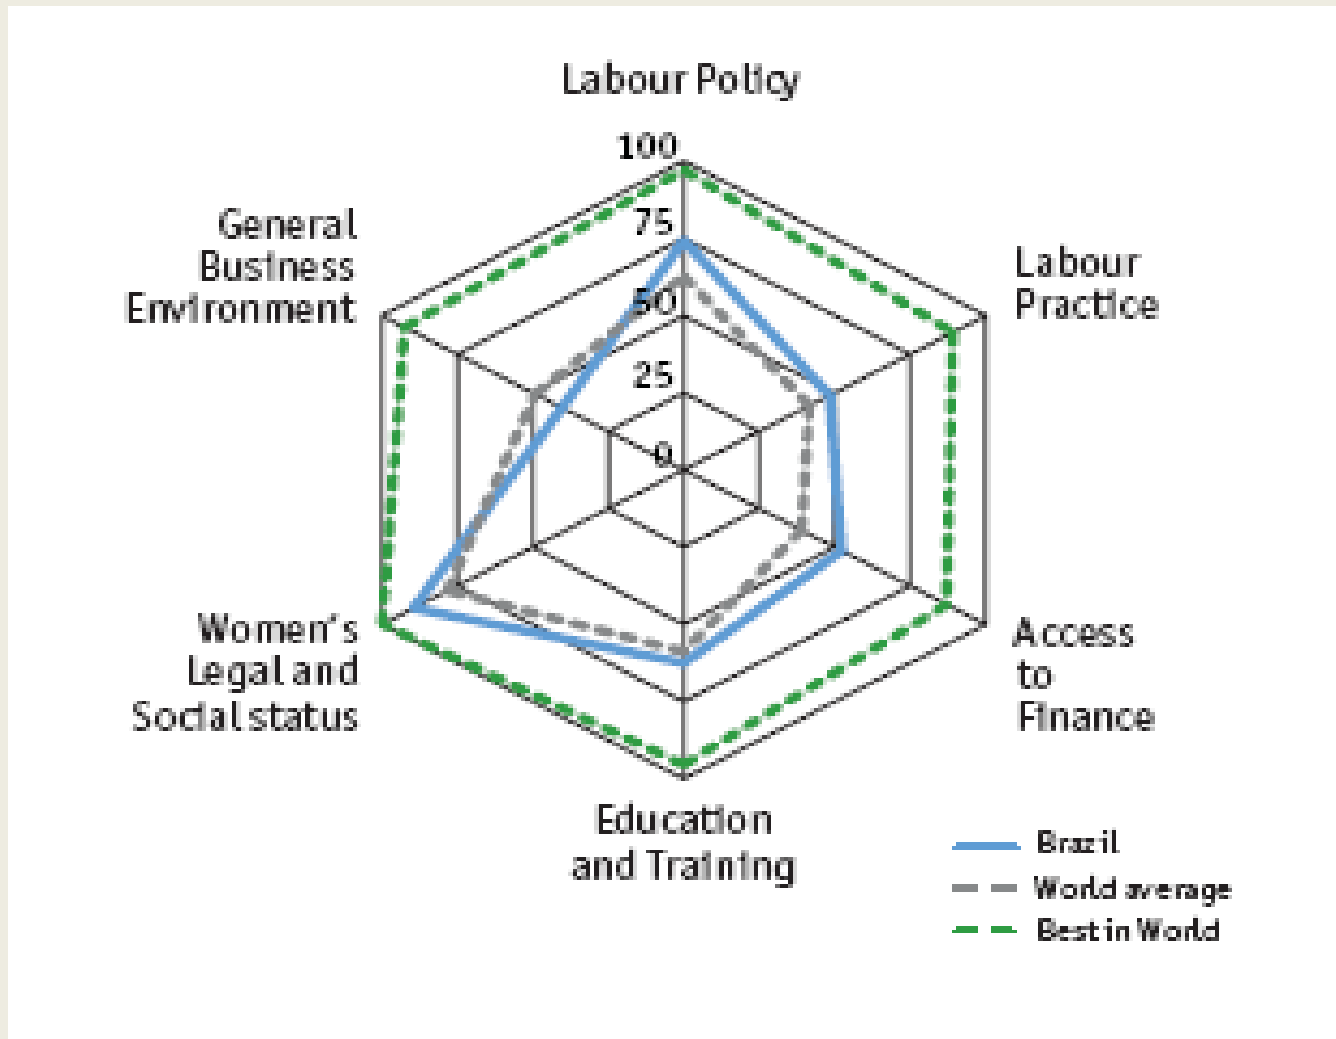 Labour Policy
100
75
50
25
0
General
Business
Environment
Labour
Practice
Women's
Legal and
Social status
Access
to
Finance
Education
and Training
Brazil
World average
Best in World